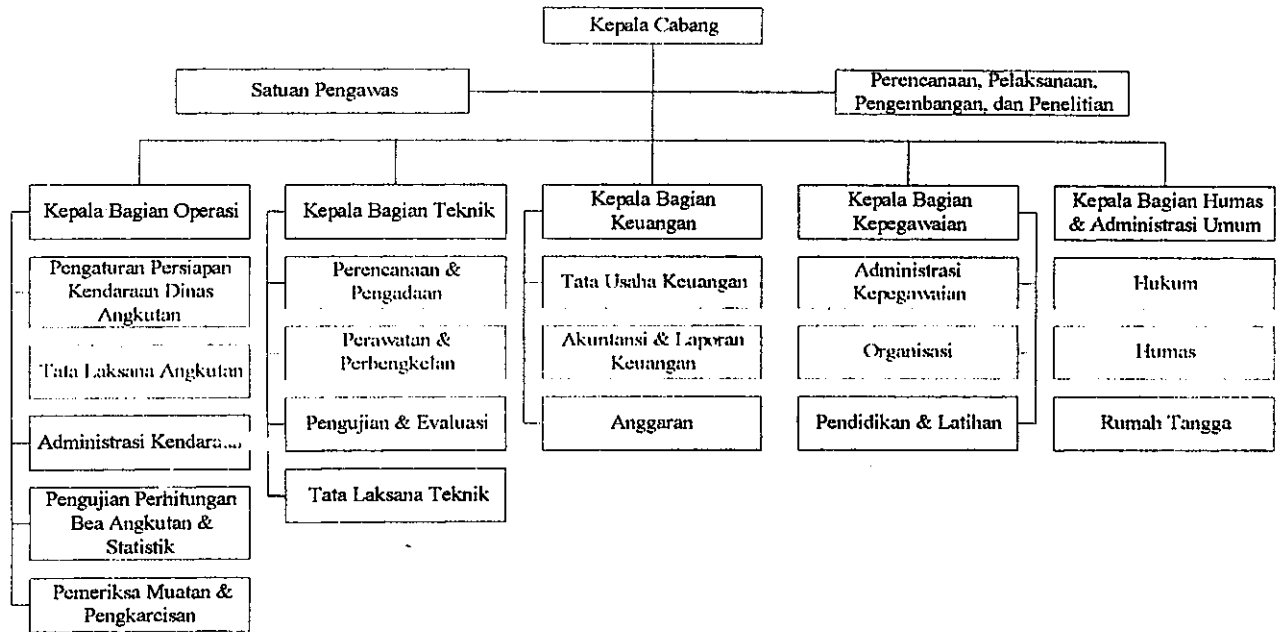 Kepala Cabang
Satuan Pengawas
Perencanaan, Pelaksanaan,
Pengembangan, dan Penelitian
Kepala Bagian Operasi
Pengaturan Persiapan
Kendaraan Dinas
Angkutan
Tata Laksana Angkutan
Administrasi
Pengujian Perhitungan
Bea Angkutan &
Statistik
Pemeriksa Muatan &
Pengkarcisan
Kepala Bagian Teknik
Perencanaan &
Pengadaan
Perawatan &
Perbengkelan
Pengujian & Evaluasi
Tata Laksana Teknik
Kepala Bagian
Keuangan
Tata Usaha Keuangan
Akuntansi & Laporan
Keuangan
Anggaran
Kepala Bagian
Kepegawaian
Administrasi
Kepegawaian
Organisasi
Pendidikan & Latihan
Kepala Bagian Humas
& Administrasi Umum
Hukum
Humas
Rumah Tangga